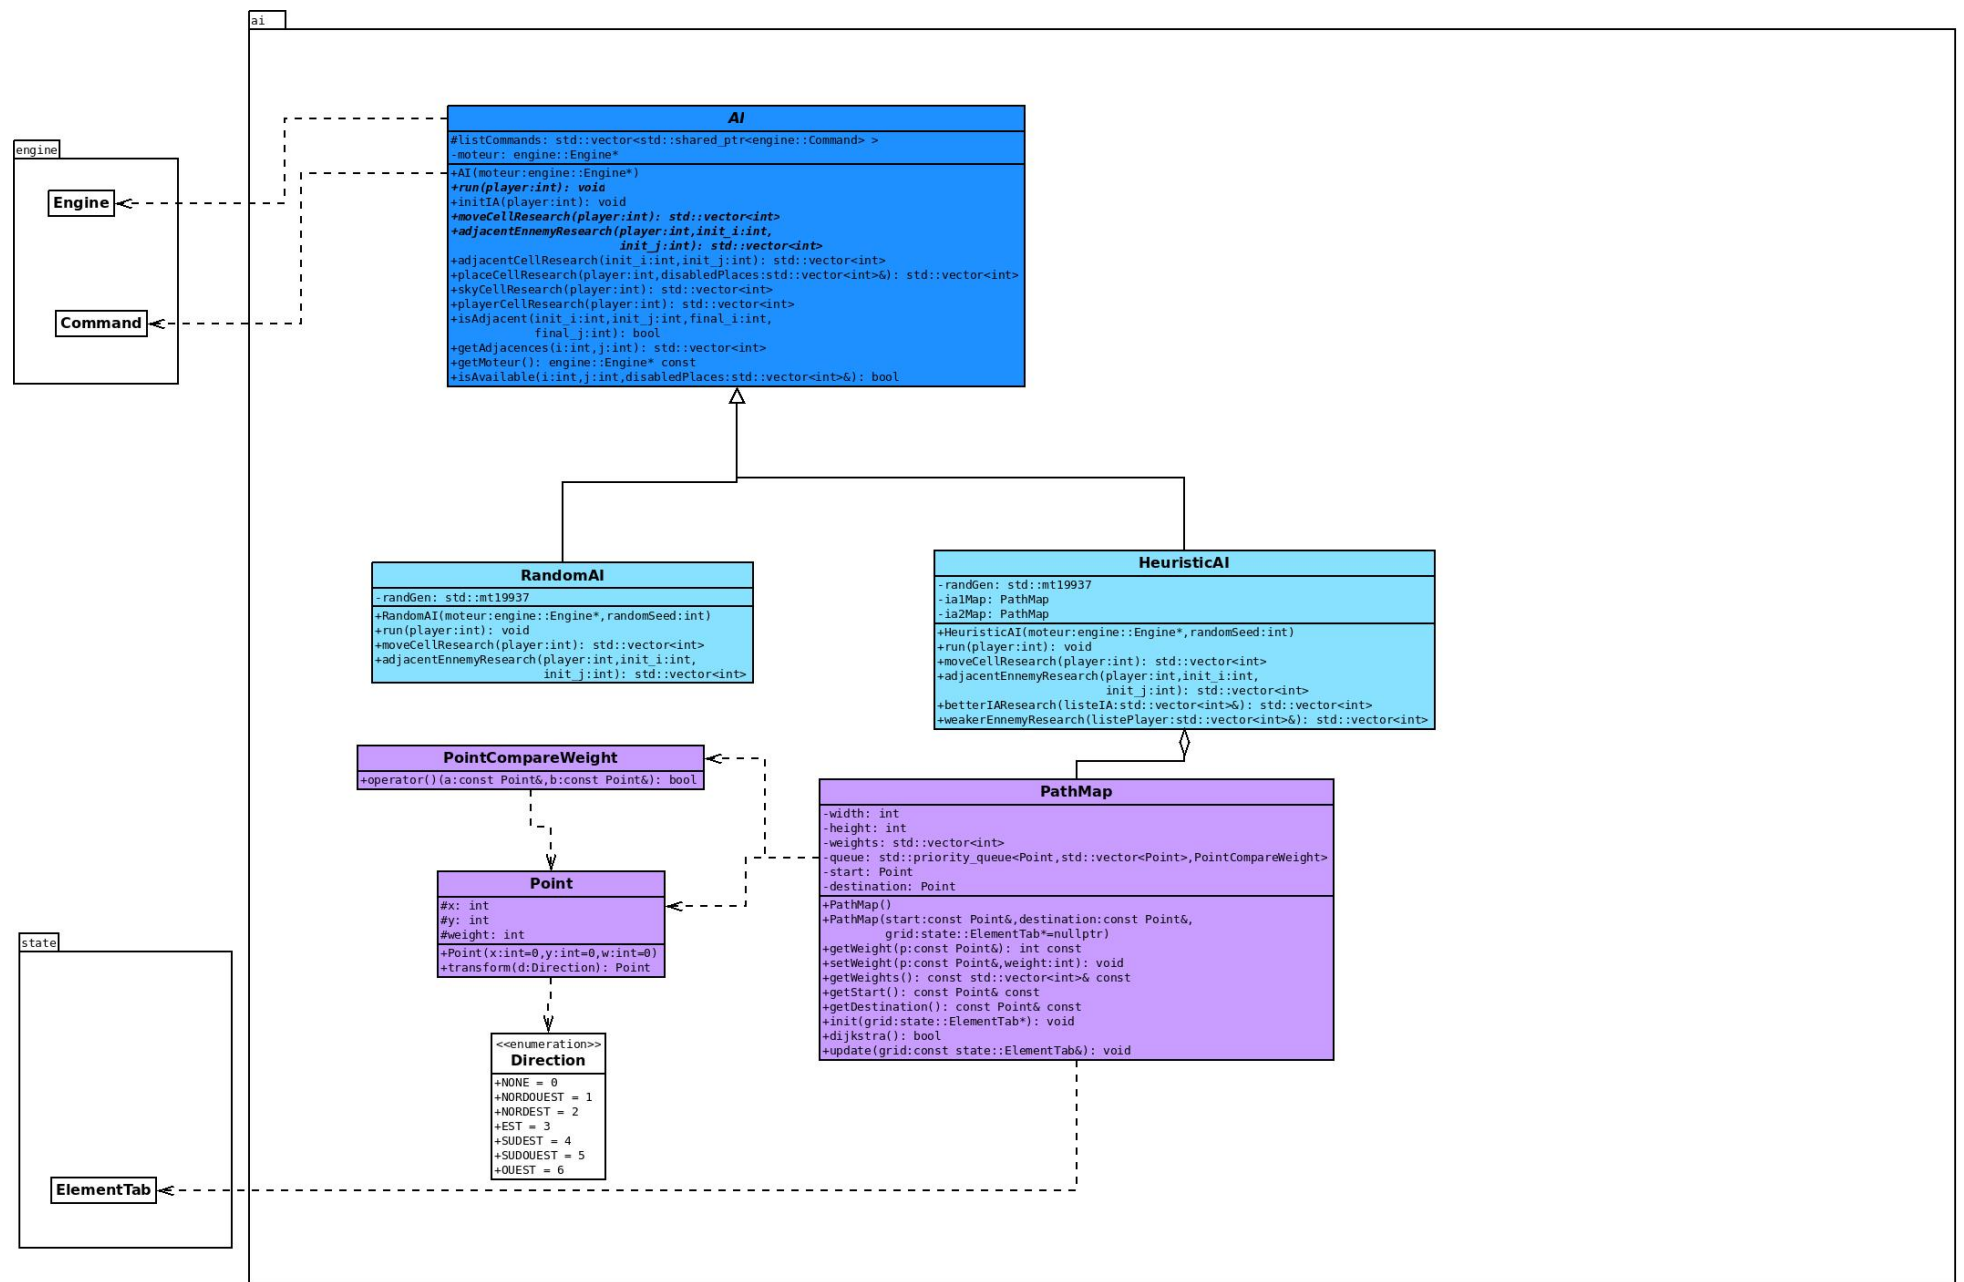 ai
engine
Engine
Command
AI
#listCommands: std::vector<std::shared_ptr<engine::Command> >
-moteur: engine::Engine*
+AI(moteur:engine::Engine*)
+run(player:int): void
+initIA(player:int): void
+moveCellResearch(player:int): std::vector<int>
+adjacentEnnemyResearch(player:int,init_i:int,
init_j:int): std::vector<int>
+adjacentCellResearch(init_i:int,init_j:int): std::vector<int>
+placeCellResearch(player:int,disabledPlaces:std::vector<int>&): std::vector<int>
+skyCellResearch(player:int): std::vector<int>
+playerCellResearch(player:int): std::vector<int>
+isAdjacent(init_i:int,init_j:int,final_i:int,
final_j:int): bool
+getAdjacences(i:int,j:int): std::vector<int>
+getMoteur(): engine::Engine* const
+isAvailable(i:int,j:int,disabledPlaces:std::vector<int>&): bool
RandomAI
-randGen: std::mt19937
+RandomAI(moteur:engine::Engine*,randomSeed:int)
+run(player:int): void
+moveCellResearch(player:int): std::vector<int>
+adjacentEnnemyResearch(player:int,init_i:int,
init_j:int): std::vector<int>
HeuristicAI
-randGen: std::mt19937
-ia1Map: PathMap
-ia2Map: PathMap
+HeuristicAI(moteur:engine::Engine*,randomSeed:int)
+run(player:int): void
+moveCellResearch(player:int): std::vector<int>
+adjacentEnnemyResearch(player:int,init_i:int,
init_j:int): std::vector<int>
+betterIAResearch(listeIA:std::vector<int>&): std::vector<int>
+weakerEnnemyResearch(listePlayer:std::vector<int>&): std::vector<int>
PointCompareWeight
+operator()(a:const Point&,b:const Point&): bool
PathMap
-width: int
-height: int
-weights: std::vector<int>
-queue: std::priority_queue<Point,std::vector<Point>,PointCompareWeight>
-start: Point
-destination: Point
+PathMap()
+PathMap(start:const Point&,destination:const Point&,
grid:state::ElementTab*=nullptr)
+getWeight(p:const Point&): int const
+setWeight(p:const Point&,weight:int): void
+getWeights(): const std::vector<int>& const
+getStart(): const Point& const
+getDestination(): const Point& const
+init(grid:state::ElementTab*): void
+dijkstra(): bool
+update(grid:const state::ElementTab&): void
Point
#x: int
#y: int
#weight: int
+Point(x:int=0,y:int=0,w:int=0)
+transform(d:Direction): Point
<<enumeration>>
Direction
+NONE = 0
+NORDOUEST = 1
+NORDEST = 2
+EST = 3
+SUDEST = 4
+SUDOUEST = 5
+OUEST = 6
state
ElementTab